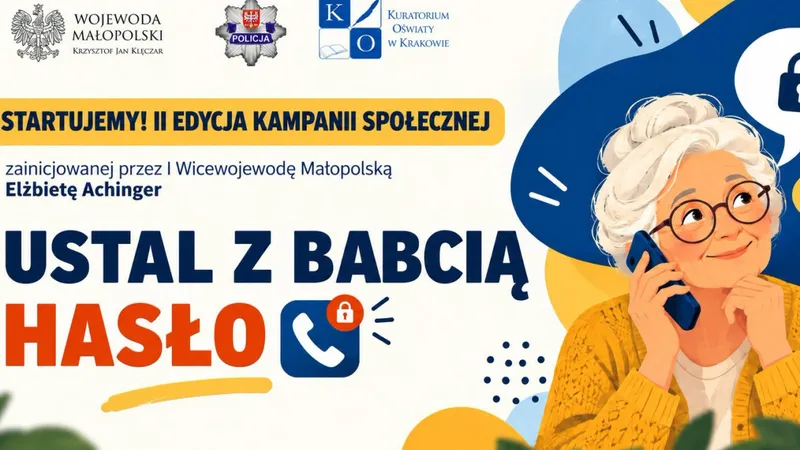 WOJEWODA
MAŁOPOLSKI
KRZYSZTOF JAN KLĘCZAR
POLICJA
K
O
KURATORIUM
OŚWIATY
W KRAKOWIE
STARTUJEMY! II EDYCJA KAMPANII SPOŁECZNEJ
zainicjowanej przez I Wicewojewodę Małopolską
Elżbietę Achinger
USTAL Z BABCIĄ
HASŁO